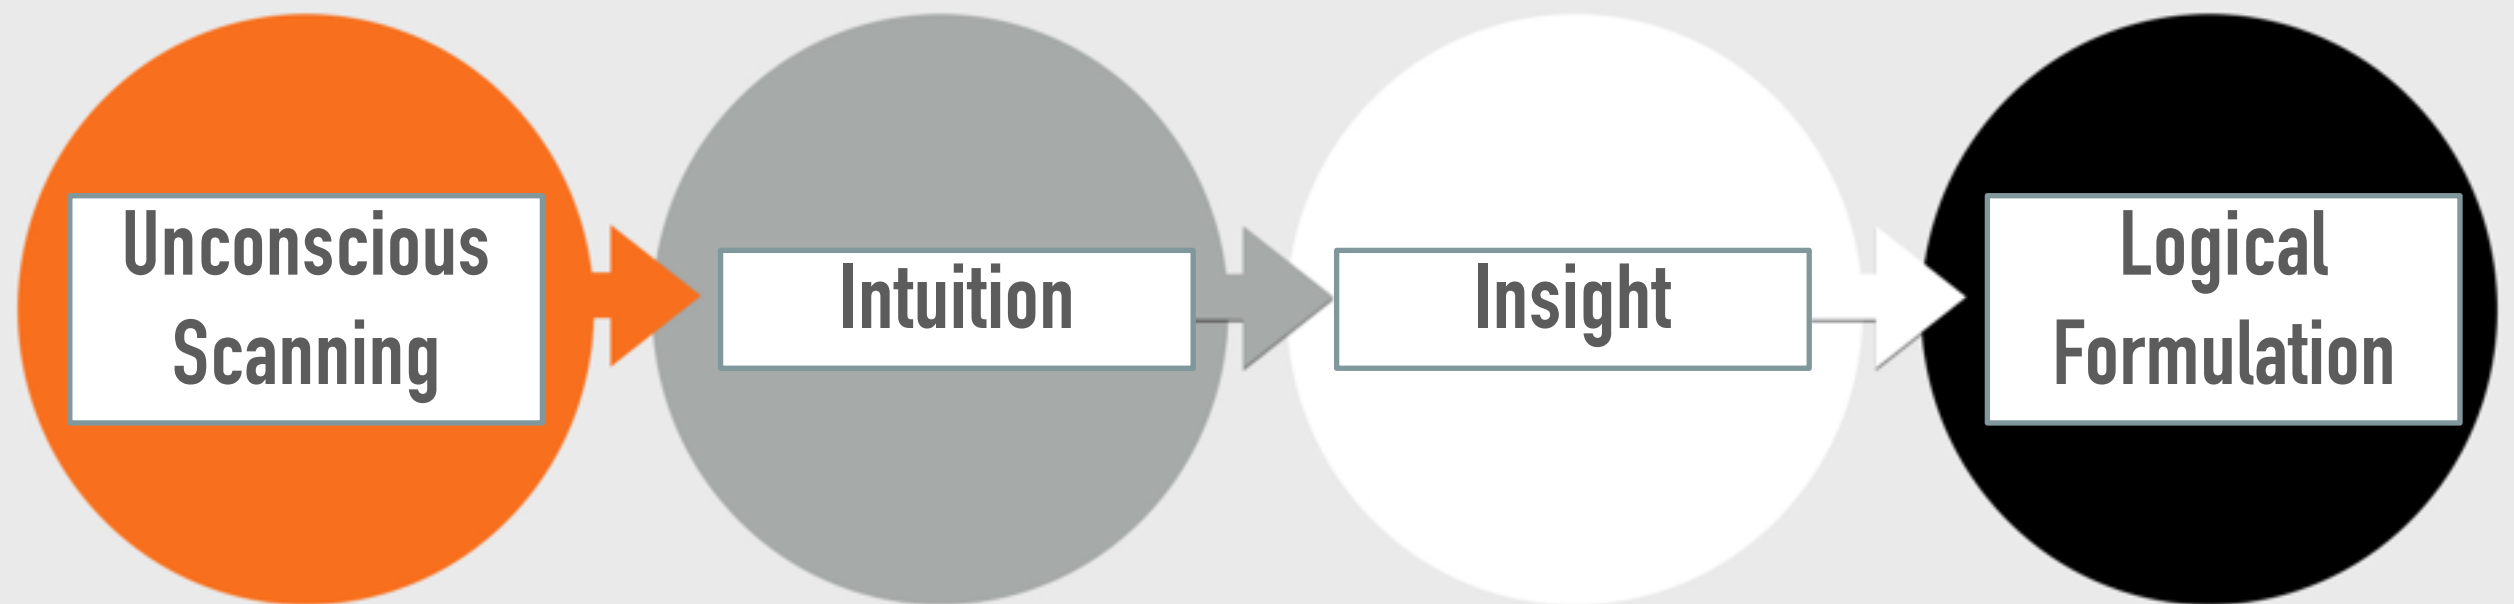 Unconscious
Scanning
Intuition
Insight
Logical
Formulation